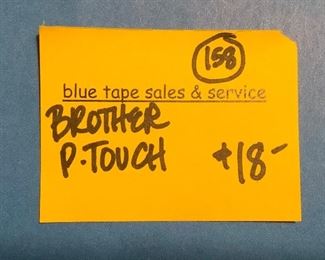 158
blue tape sales & service
BROTHER
P.TOUCH $18-